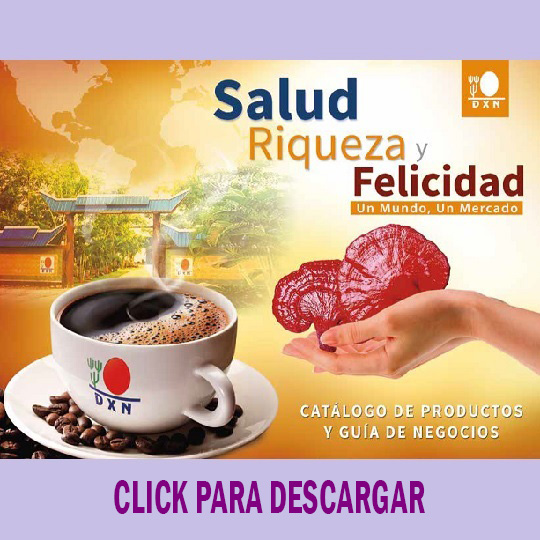 Salud
DXN
Riqueza y
Felicidad
Un Mundo, Un Mercado
DXN
CATÁLOGO DE PRODUCTOS
Y GUÍA DE NEGOCIOS
CLICK PARA DESCARGAR